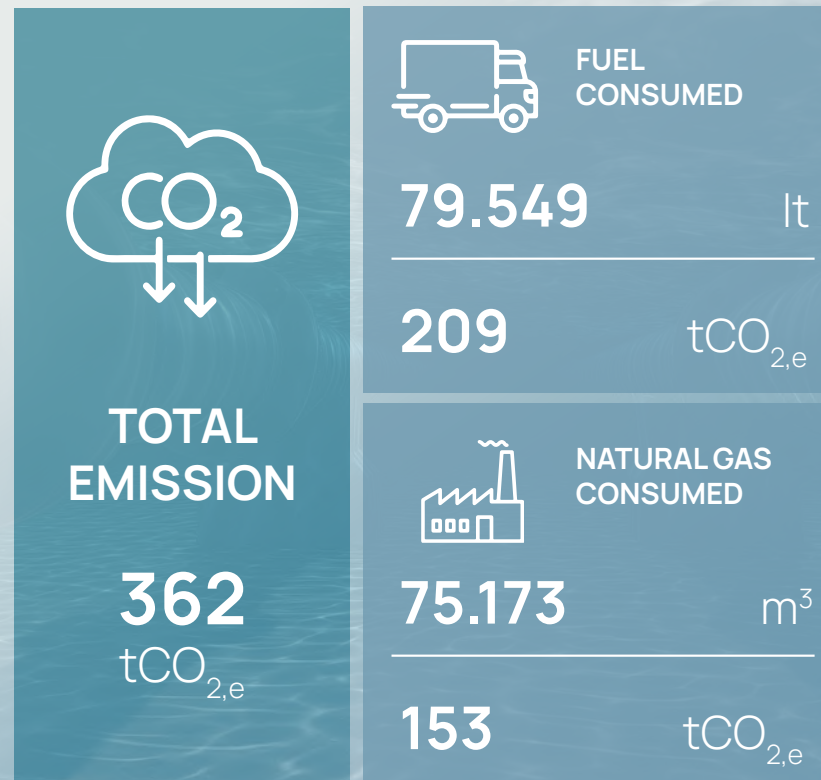 CO₂
TOTAL
EMISSION
362
tCO₂,ₑ
FUEL
CONSUMED
79.549 lt
209 tCO₂,ₑ
NATURAL GAS
CONSUMED
75.173 m³
153 tCO₂,ₑ